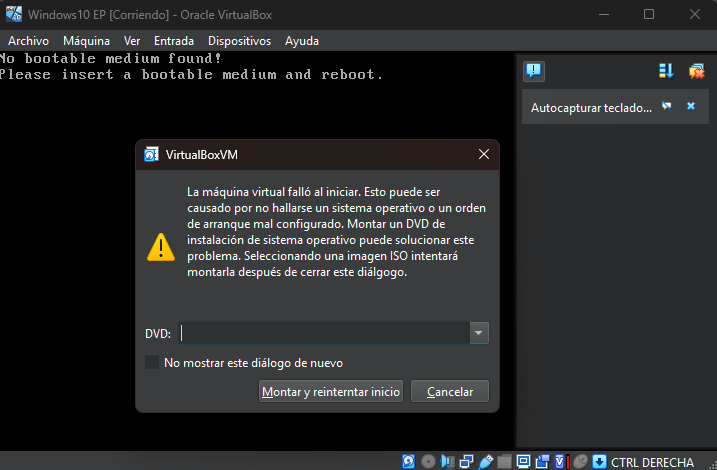 Windows10 EP [Corriendo] - Oracle VirtualBox
Archivo Máquina Ver Entrada Dispositivos Ayuda
No bootable medium found!
Please insert a bootable medium and reboot.
Autocapturar teclado...
VirtualBoxVM
La máquina virtual falló al iniciar. Esto puede ser
causado por no hallarse un sistema operativo o un orden
de arranque mal configurado. Montar un DVD de
instalación de sistema operativo puede solucionar este
problema. Seleccionando una imagen ISO intentará
montarla después de cerrar este diálgogo.
DVD:
No mostrar este diálogo de nuevo
Montar y reinterntar inicio Cancelar
CTRL DERECHA